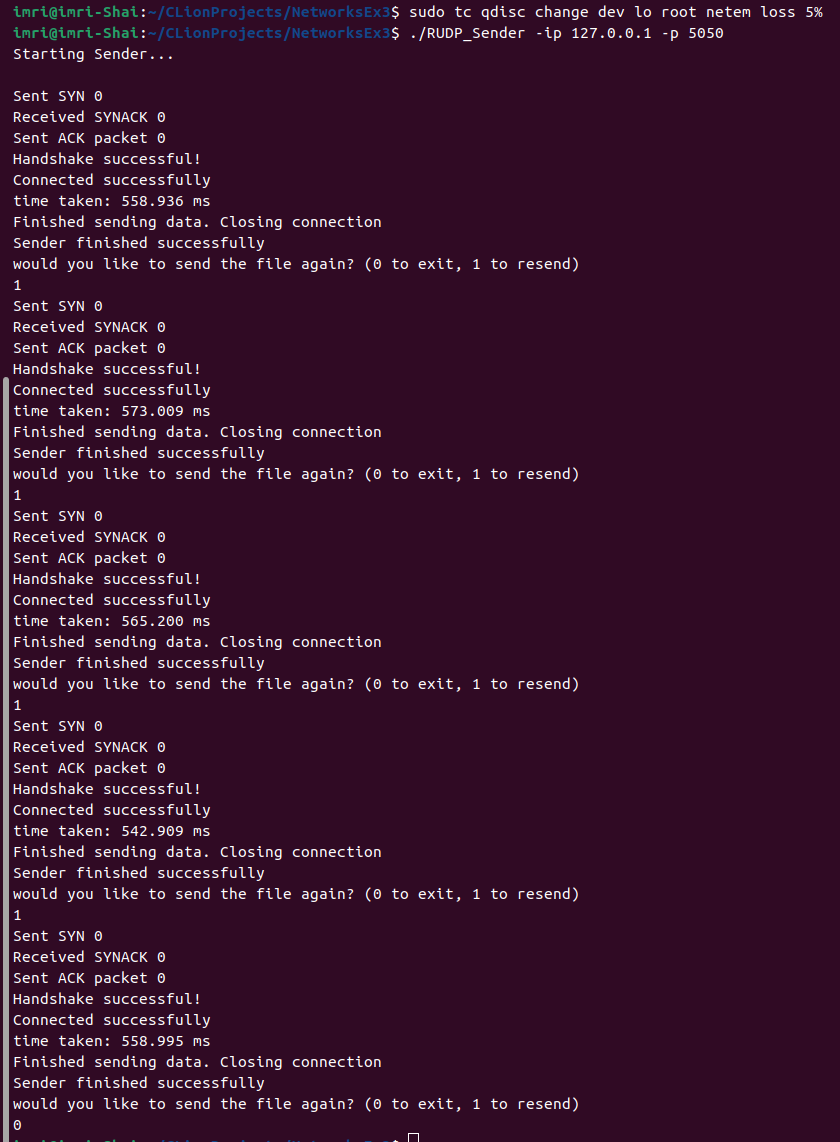 imri@imri-Shai:~/CLionProjects/NetworksEx3$ sudo tc qdisc change dev lo root netem loss 5%
imri@imri-Shai:~/CLionProjects/NetworksEx3$ ./RUDP_Sender -ip 127.0.0.1 -p 5050
Starting Sender...

Sent SYN 0
Received SYNACK 0
Sent ACK packet 0
Handshake successful!
Connected successfully
time taken: 558.936 ms
Finished sending data. Closing connection
Sender finished successfully
would you like to send the file again? (0 to exit, 1 to resend)
1
Sent SYN 0
Received SYNACK 0
Sent ACK packet 0
Handshake successful!
Connected successfully
time taken: 573.009 ms
Finished sending data. Closing connection
Sender finished successfully
would you like to send the file again? (0 to exit, 1 to resend)
1
Sent SYN 0
Received SYNACK 0
Sent ACK packet 0
Handshake successful!
Connected successfully
time taken: 565.200 ms
Finished sending data. Closing connection
Sender finished successfully
would you like to send the file again? (0 to exit, 1 to resend)
1
Sent SYN 0
Received SYNACK 0
Sent ACK packet 0
Handshake successful!
Connected successfully
time taken: 542.909 ms
Finished sending data. Closing connection
Sender finished successfully
would you like to send the file again? (0 to exit, 1 to resend)
1
Sent SYN 0
Received SYNACK 0
Sent ACK packet 0
Handshake successful!
Connected successfully
time taken: 558.995 ms
Finished sending data. Closing connection
Sender finished successfully
would you like to send the file again? (0 to exit, 1 to resend)
0